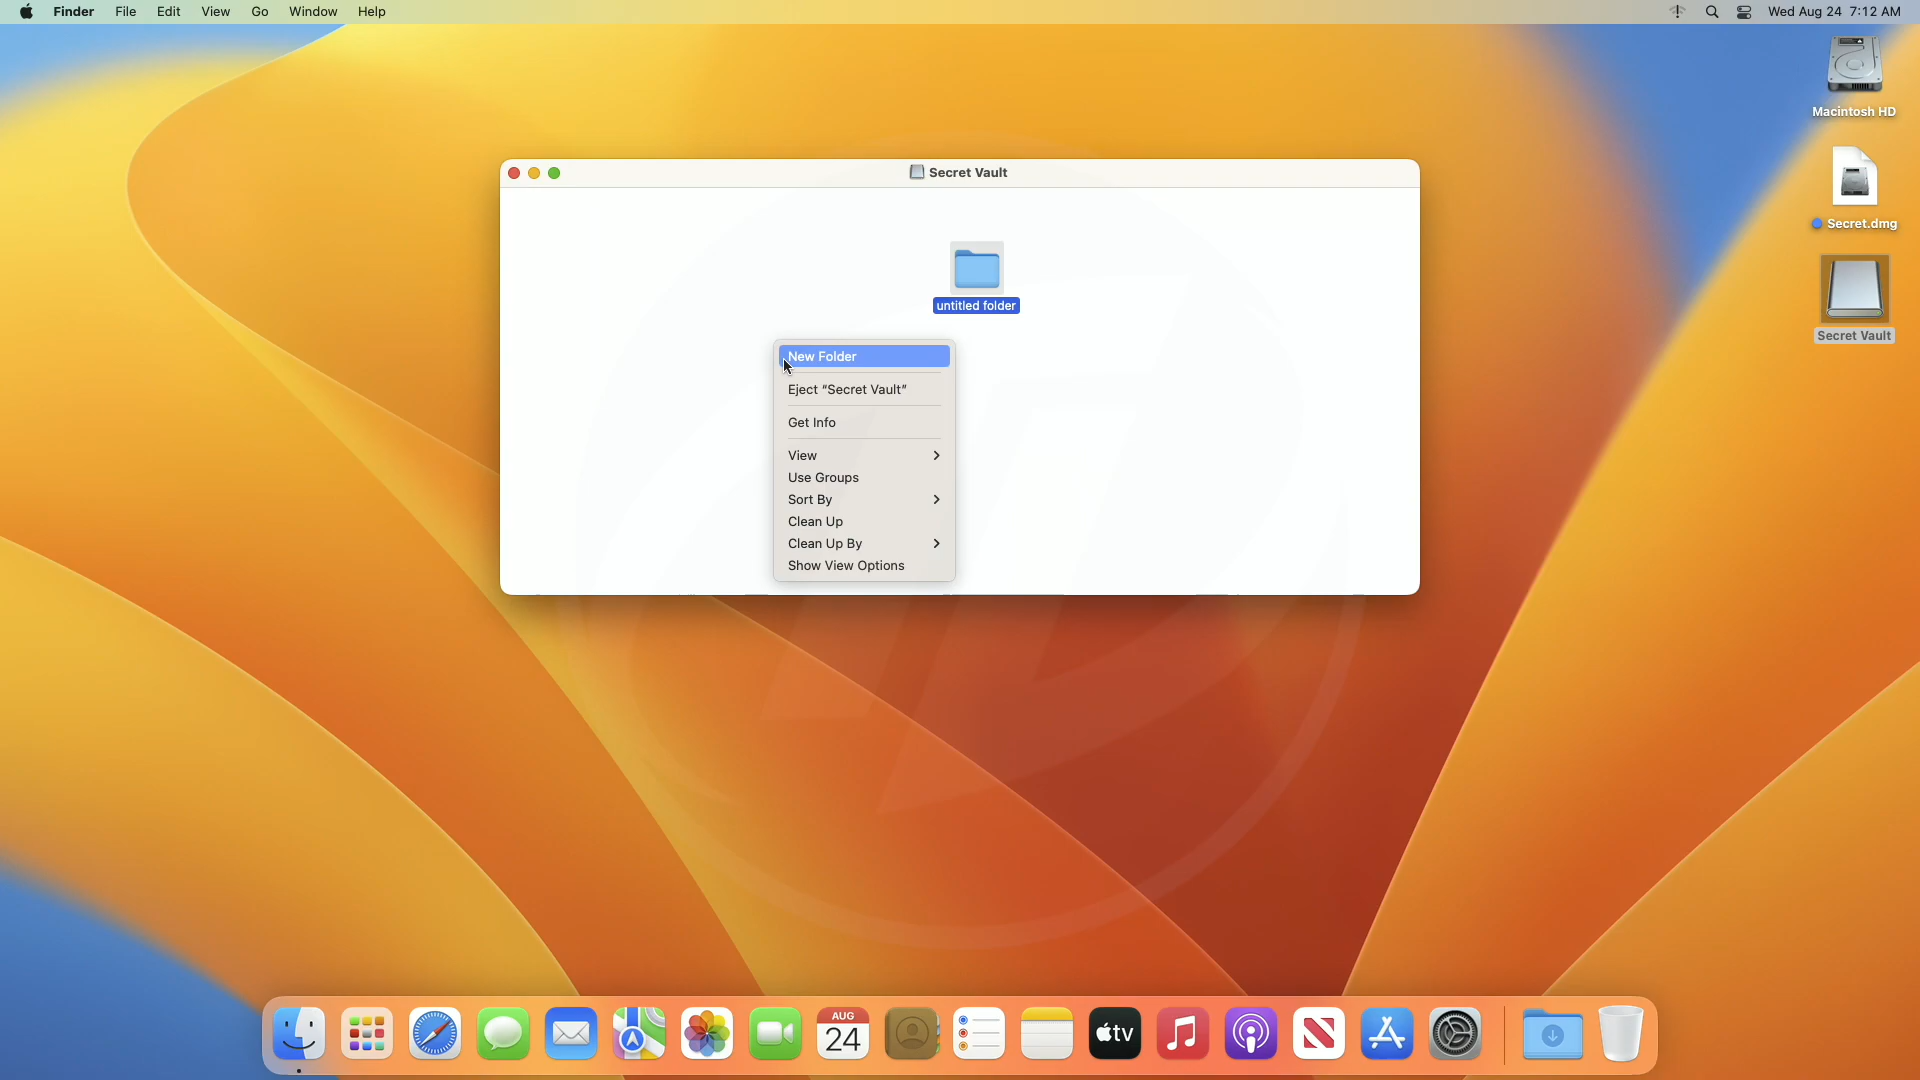 Finder File Edit View Go Window Help
Wed Aug 24 7:12 AM
Macintosh HD
Secret.dmg
Secret Vault
Secret Vault
untitled folder
New Folder
Eject “Secret Vault”
Get Info
View
Use Groups
Sort By
Clean Up
Clean Up By
Show View Options
AUG
24
tv